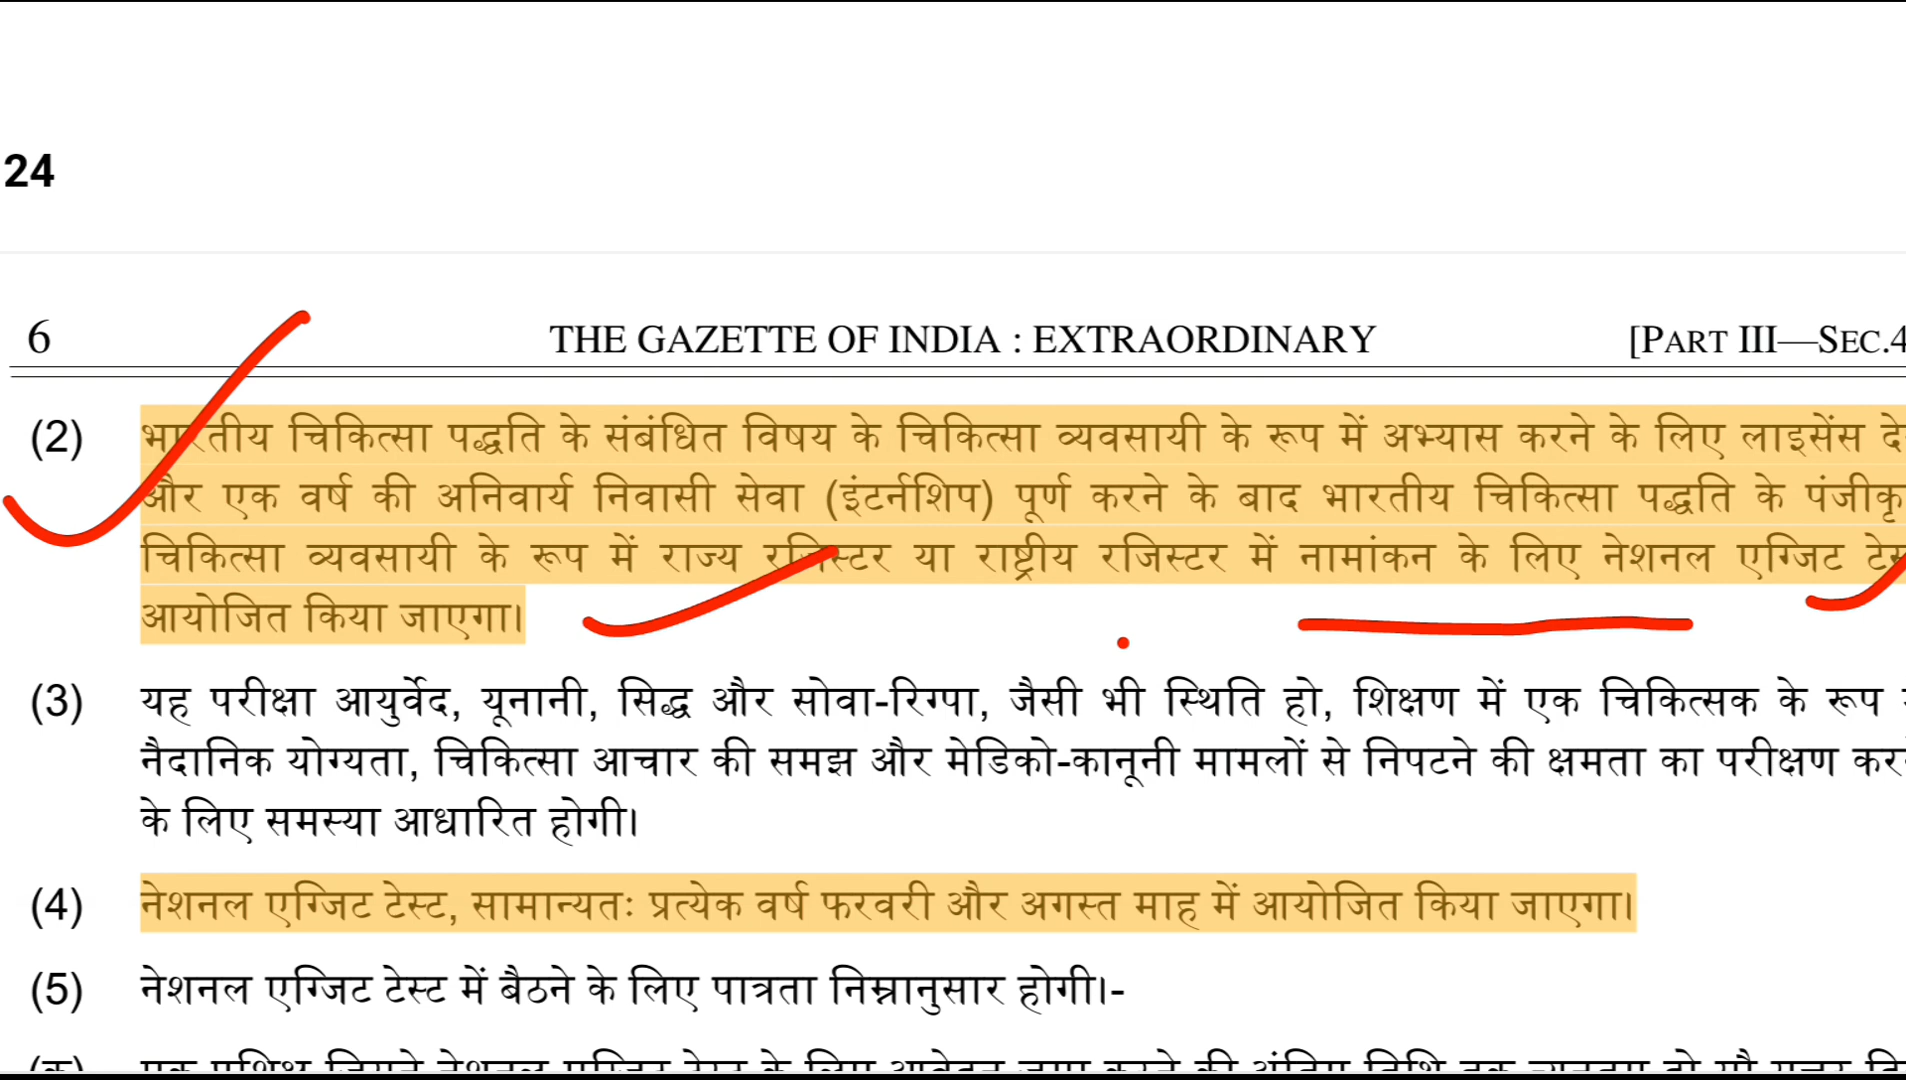 24
6 THE GAZETTE OF INDIA : EXTRAORDINARY [PART III—SEC.4
(2) भारतीय चिकित्सा पद्धति के संबंधित विषय के चिकित्सा व्यवसायी के रूप में अभ्यास करने के लिए लाइसेंस
और एक वर्ष की अनिवार्य निवासी सेवा (इंटर्नशिप) पूर्ण करने के बाद भारतीय चिकित्सा पद्धति के
चिकित्सा व्यवसायी के रूप में राज्य रजिस्टर या राष्ट्रीय रजिस्टर में नामांकन के लिए नेशनल एग्जिट
आयोजित किया जाएगा।
(3) यह परीक्षा आयुर्वेद, यूनानी, सिद्ध और सोवा-रिग्पा, जैसी भी स्थिति हो, शिक्षण में एक चिकित्सक के रूप
नैदानिक योग्यता, चिकित्सा आचार की समझ और मेडिको-कानूनी मामलों से निपटने की क्षमता का परीक्षण
के लिए समस्या आधारित होगी।
(4) नेशनल एग्जिट टेस्ट, सामान्यतः प्रत्येक वर्ष फरवरी और अगस्त माह में आयोजित किया जाएगा।
(5) नेशनल एग्जिट टेस्ट में बैठने के लिए पात्रता निम्नानुसार होगी।-